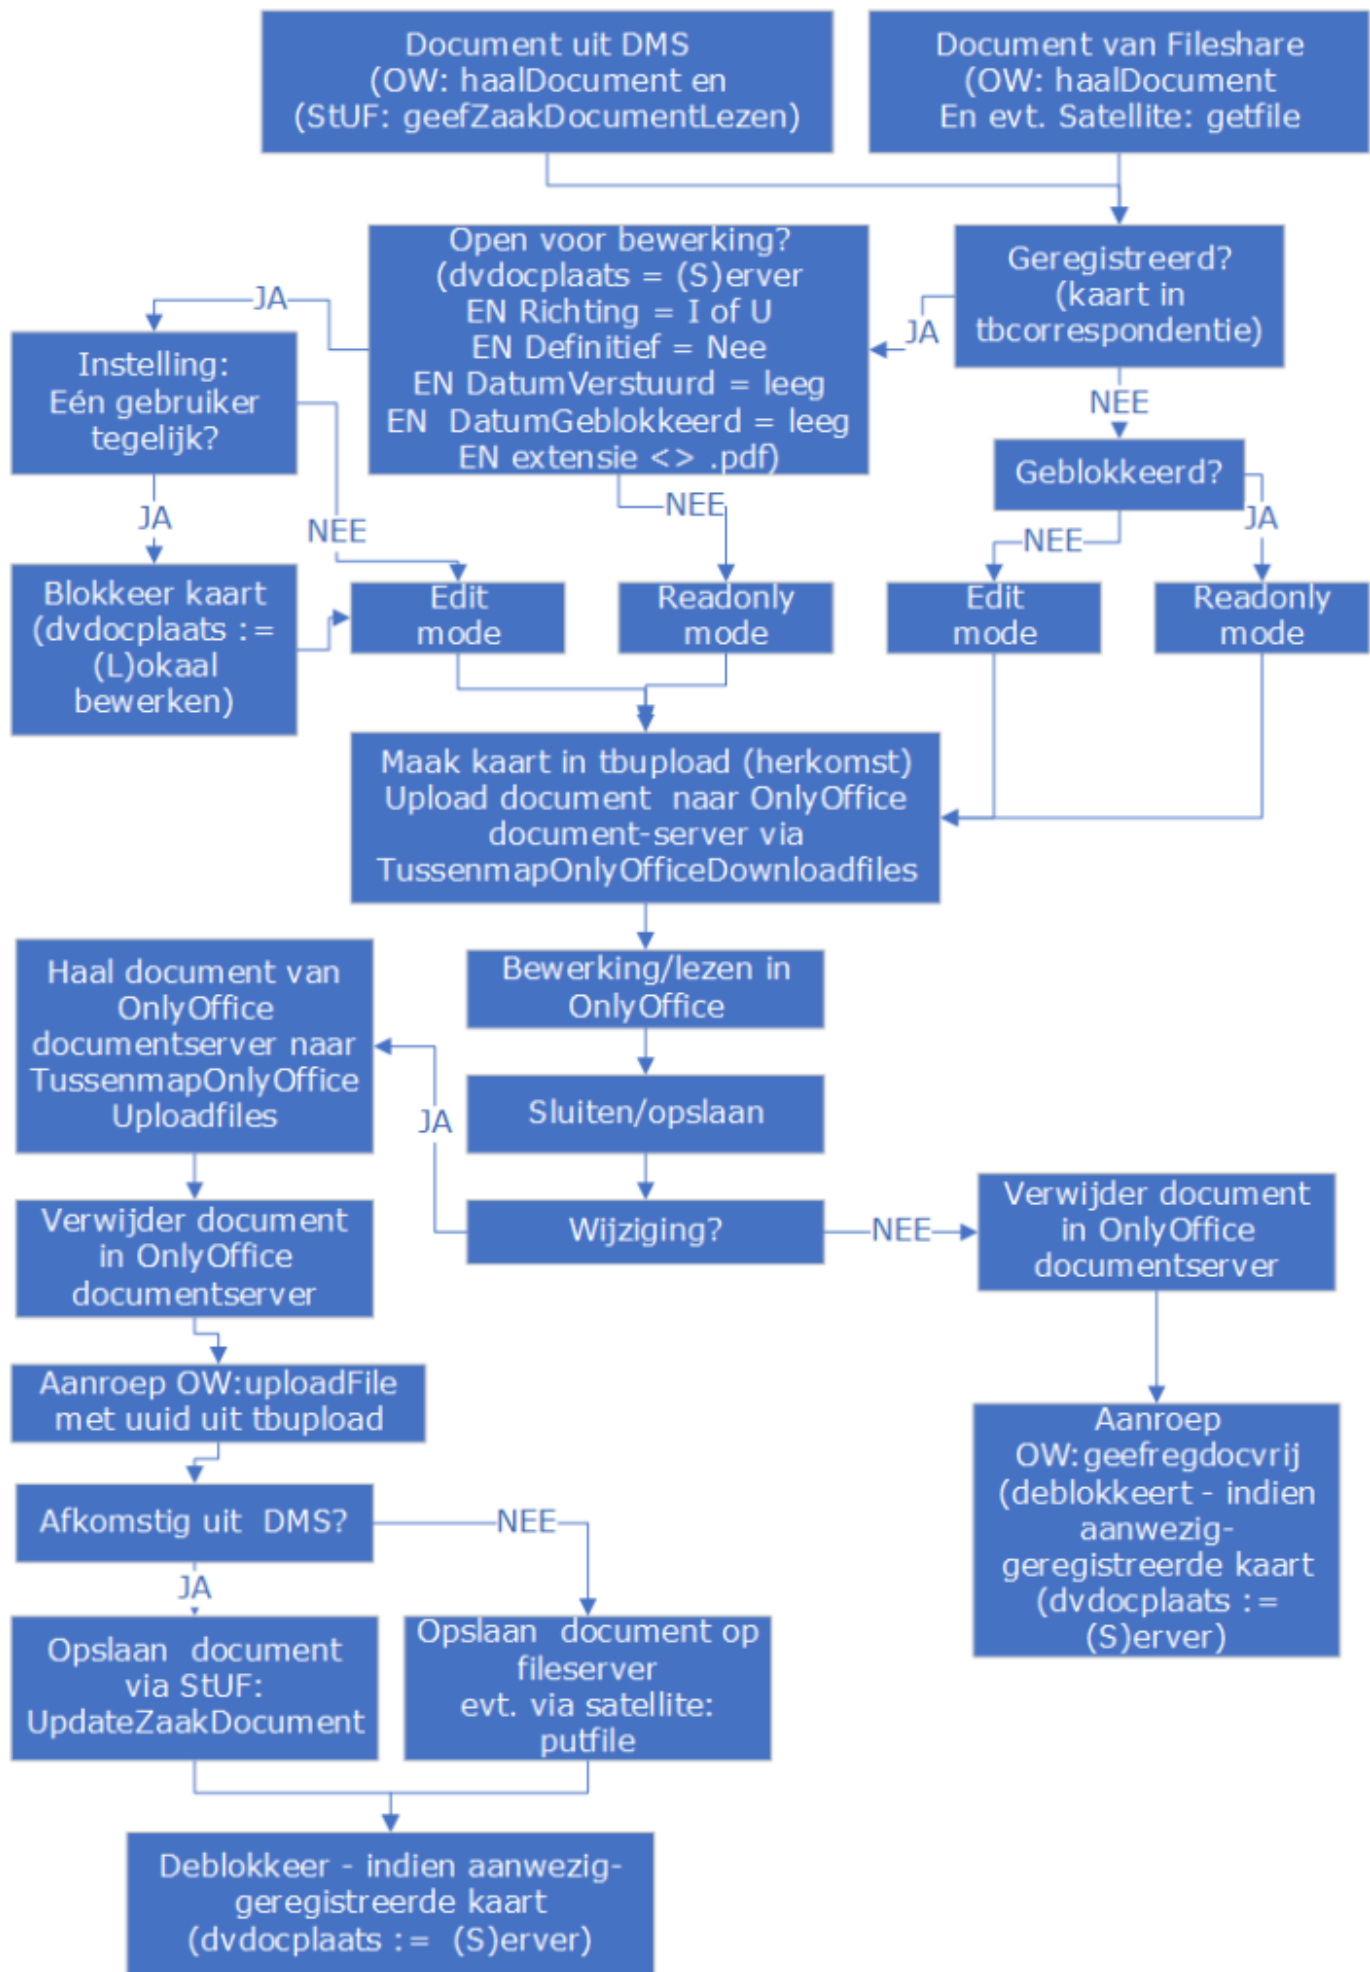 Document uit DMS
(OW: haalDocument en
(StUF: geefZaakDocumentLezen)
Document van Fileshare
(OW: haalDocument
En evt. Satellite: getfile
Open voor bewerking?
(dvdocplaats = (S)erver
EN Richting = I of U
EN Definitief = Nee
EN DatumVerstuurd = leeg
EN DatumGeblokkeerd = leeg
EN extensie <> .pdf)
Geregistreerd?
(kaart in
tbcorrespondentie)
JA
JA
Instelling:
Eén gebruiker
tegelijk?
NEE
Geblokkeerd?
JA
NEE
NEE
NEE
JA
Blokkeer kaart
(dvdocplaats :=
(L)okaal
bewerken)
Edit
mode
Readonly
mode
Edit
mode
Readonly
mode
Maak kaart in tbupload (herkomst)
Upload document naar OnlyOffice
document-server via
TussenmapOnlyOfficeDownloadfiles
Haal document van
OnlyOffice
documentserver naar
TussenmapOnlyOffice
Uploadfiles
Bewerking/lezen in
OnlyOffice
Sluiten/opslaan
JA
Wijziging?
NEE
Verwijder document
in OnlyOffice
documentserver
Verwijder document
in OnlyOffice
documentserver
Aanroep OW:uploadFile
met uuid uit tbupload
Aanroep
OW:geefregdocvrij
(deblokkeert - indien
aanwezig-
geregistreerde kaart
(dvdocplaats :=
(S)erver)
Afkomstig uit DMS?
NEE
JA
Opslaan document
via StUF:
UpdateZaakDocument
Opslaan document op
fileserver
evt. via satellite:
putfile
Deblokkeer - indien aanwezig-
geregistreerde kaart
(dvdocplaats := (S)erver)